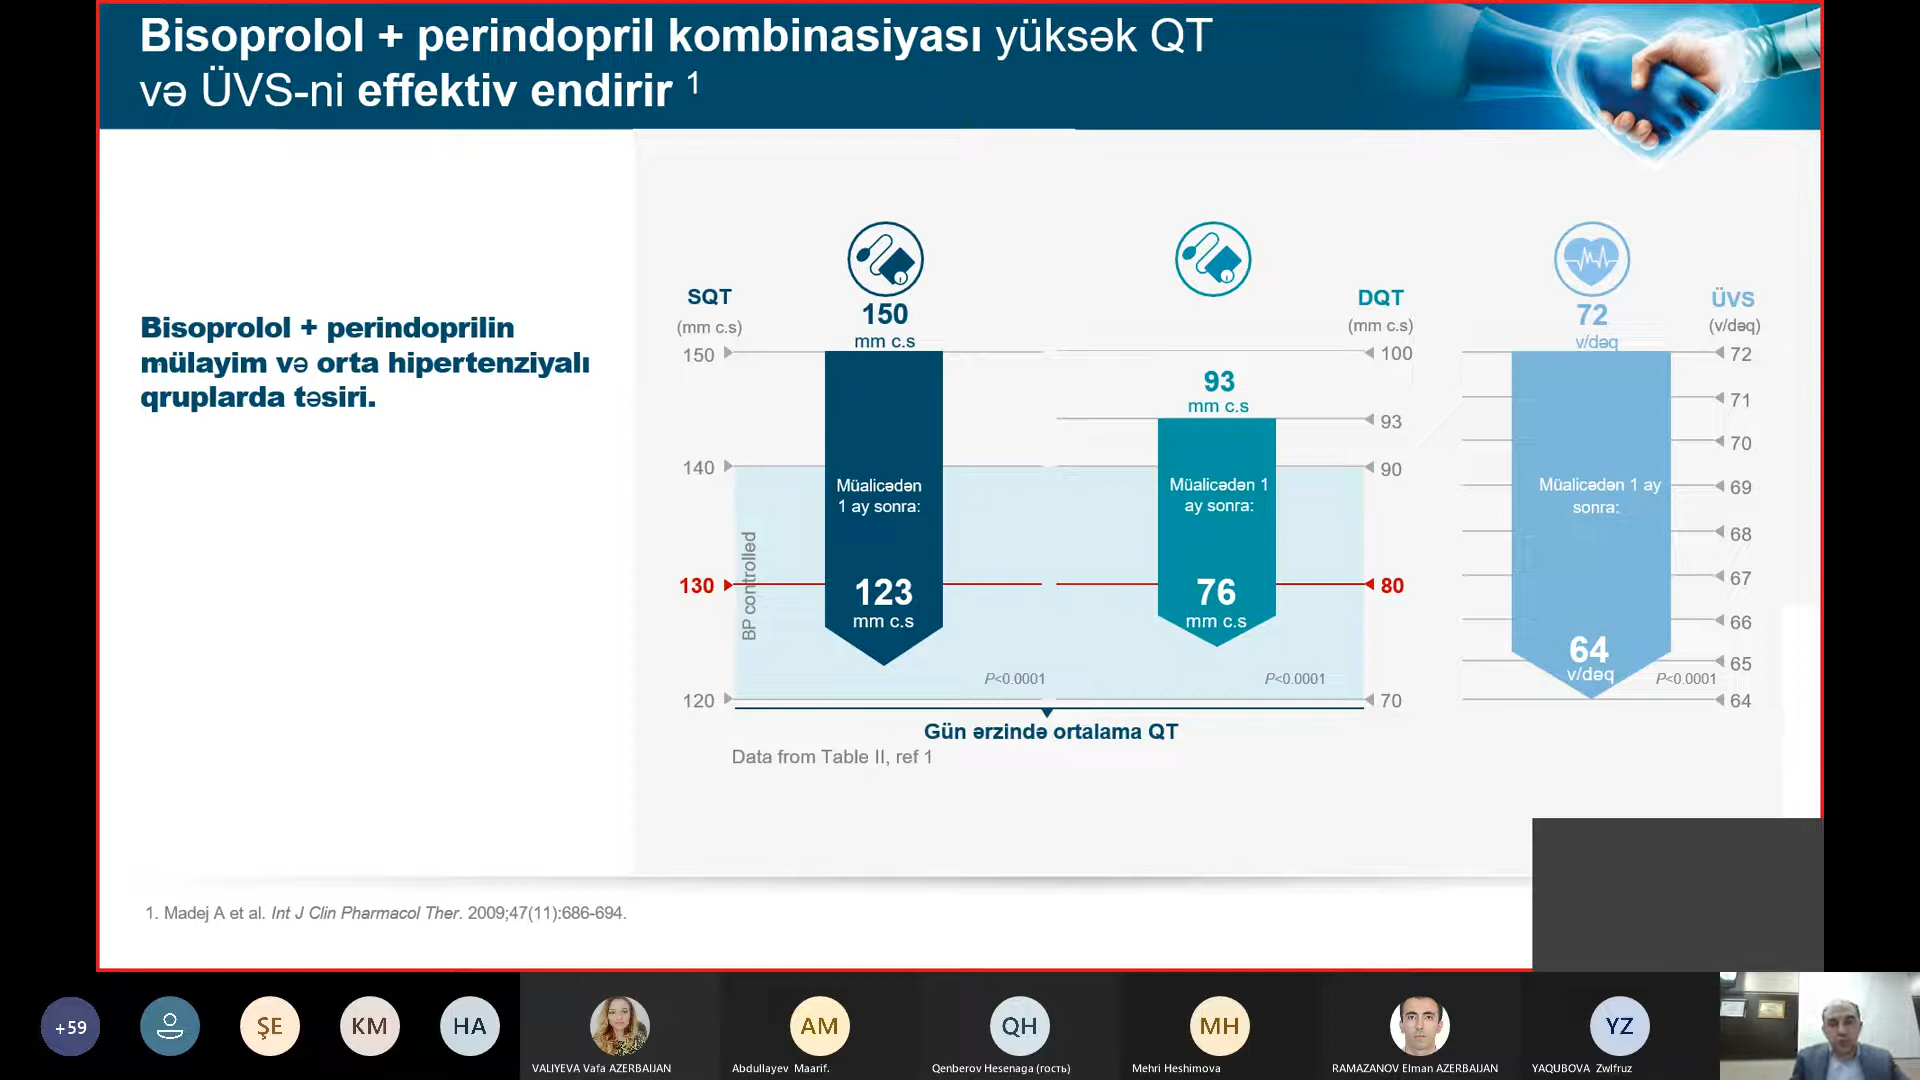 Bisoprolol + perindopril kombinasiyası yüksək QT
və ÜVS-ni effektiv endirir 1
Bisoprolol + perindoprilin
mülayim və orta hipertenziyalı
qruplarda təsiri.
SQT
(mm c.s)
150
140
130
120
BP controlled
150
mm c.s
Müalicədən
1 ay sonra:
123
mm c.s
P<0.0001
93
mm c.s
Müalicədən 1
ay sonra:
76
mm c.s
P<0.0001
DQT
(mm c.s)
100
93
90
80
70
72
v/dəq
Müalicədən 1 ay
sonra:
64
v/dəq
P<0.0001
ÜVS
(v/dəq)
72
71
70
69
68
67
66
65
64
Gün ərzində ortalama QT
Data from Table II, ref 1
1. Madej A et al. Int J Clin Pharmacol Ther. 2009;47(11):686-694.
+59
ŞE
KM
HA
VALIYEVA Vafa AZERBAIJAN
AM
Abdullayev Maarif.
QH
Qenberov Hesenaga (гость)
MH
Mehri Heshimova
RAMAZANOV Elman AZERBAIJAN
YZ
YAQUBOVA Zwlfruz